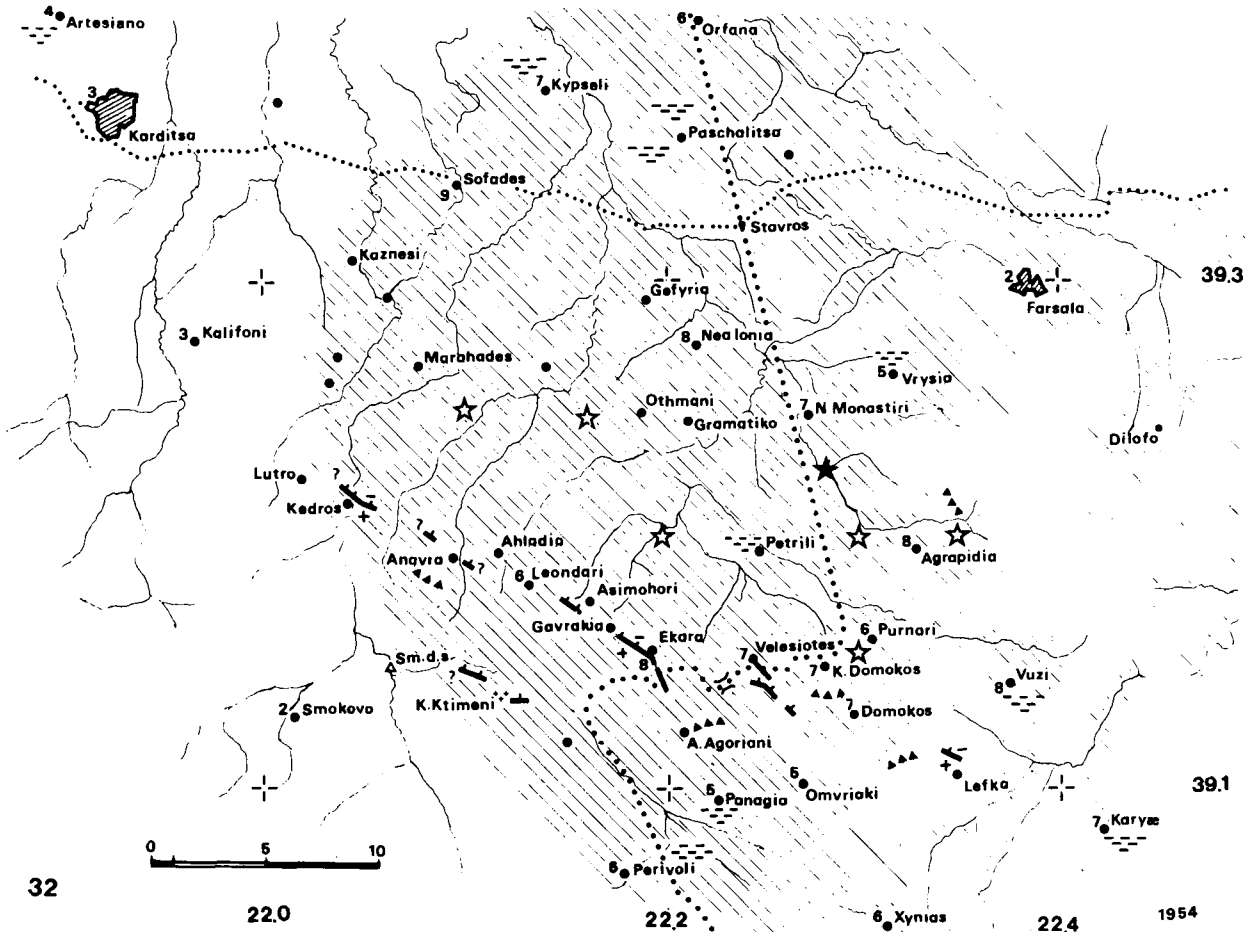 4 Artesiano
6 Orfana
7 Kypseli
3
Karditsa
Paschalitsa
Sofades
9
Stavros
Kaznesi
39.3
2
Gefyria
Farsala
3 Kalifoni
8 Nea Ionia
Marathades
5 Vrysia
Othmani
7 N Monastiri
Gramatiko
Dilofo
Lutro
?
Kedros
-
+
?
Petrili
8 Agrapidia
Ahladia
Anavra
?
6 Leondari
Asimohori
Gavrakia
-
+
Ekara
8
6 Purnari
Velesiotes
7
7 K.Domokos
Sm.d.s.
?
Vuzi
8
K.Ktimeni
2 Smokovo
7 Domokos
A.Agoriani
-
+
Lefka
5 Omvriaki
39.1
5 Panagia
7 Karyæ
0 5 10
6 Perivoli
32
22.0
22.2
6 Xynias
22.4
1954